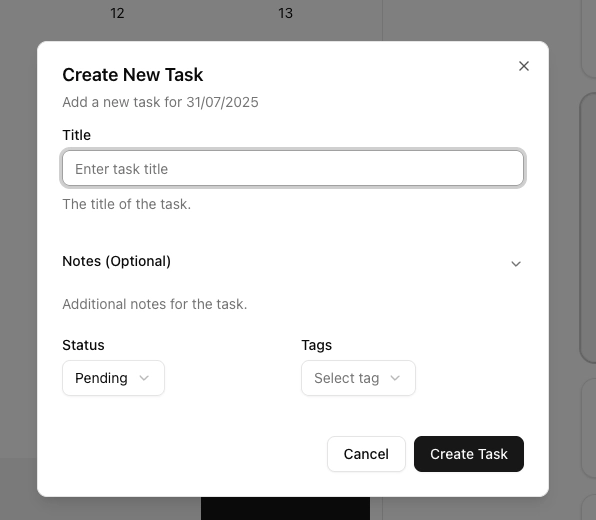 12 13
Create New Task
Add a new task for 31/07/2025
Title
Enter task title
The title of the task.
Notes (Optional)
Additional notes for the task.
Status Tags
Pending Select tag
Cancel Create Task